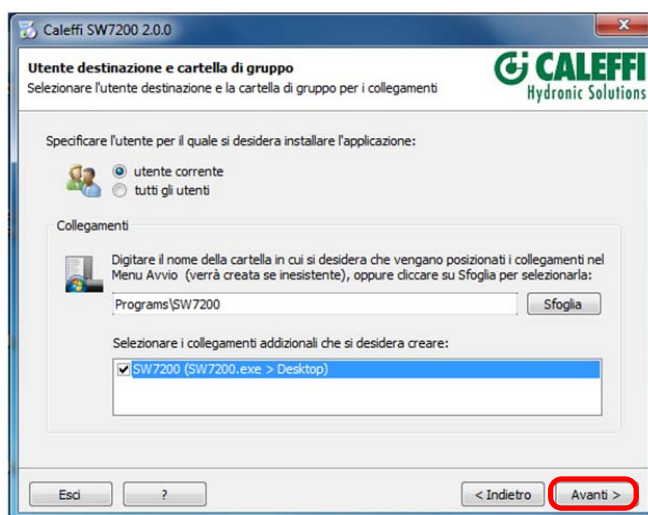 Caleffi SW7200 2.0.0
Utente destinazione e cartella di gruppo
Selezionare l'utente destinazione e la cartella di gruppo per i collegamenti
CALEFFI
Hydronic Solutions
Specificare l'utente per il quale si desidera installare l'applicazione:
utente corrente
tutti gli utenti
Collegamenti
Digitare il nome della cartella in cui si desidera che vengano posizionati i collegamenti nel
Menu Avvio (verrà creata se inesistente), oppure cliccare su Sfoglia per selezionarla:
Programs\SW7200
Sfoglia
Selezionare i collegamenti addizionali che si desidera creare:
SW7200 (SW7200.exe > Desktop)
Esci
?
< Indietro
Avanti >